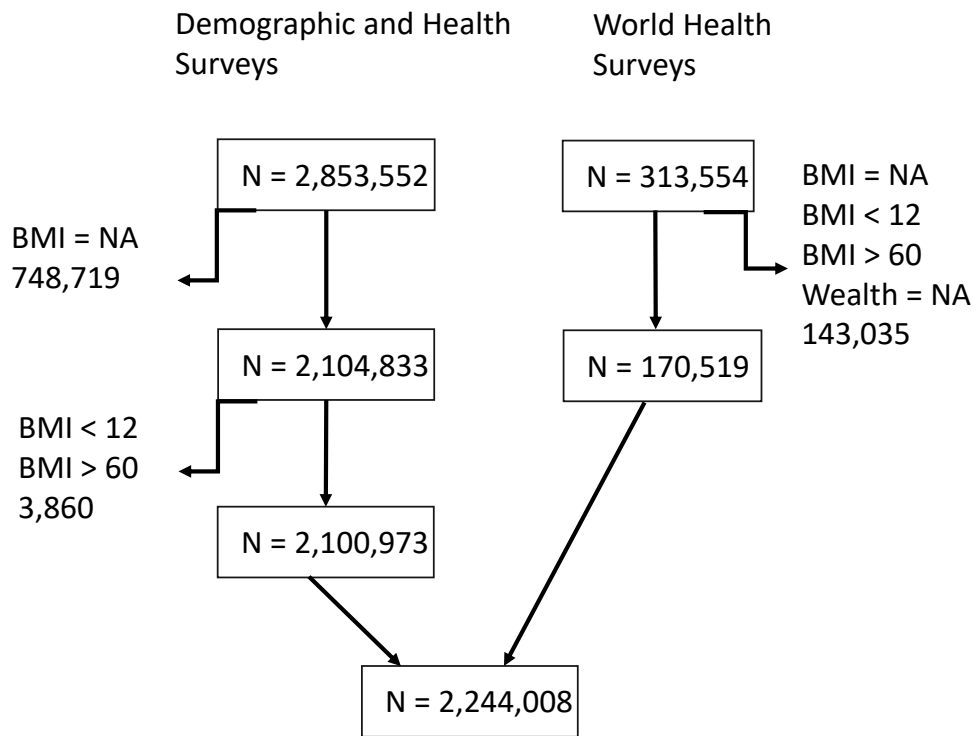 Demographic and Health
Surveys
World Health
Surveys
N = 2,853,552
N = 313,554
BMI = NA
748,719
BMI = NA
BMI < 12
BMI > 60
Wealth = NA
143,035
N = 2,104,833
N = 170,519
BMI < 12
BMI > 60
3,860
N = 2,100,973
N = 2,244,008